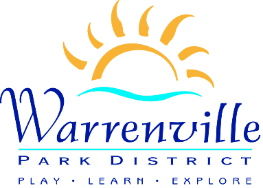 Warrenville
PARK DISTRICT
PLAY · LEARN · EXPLORE